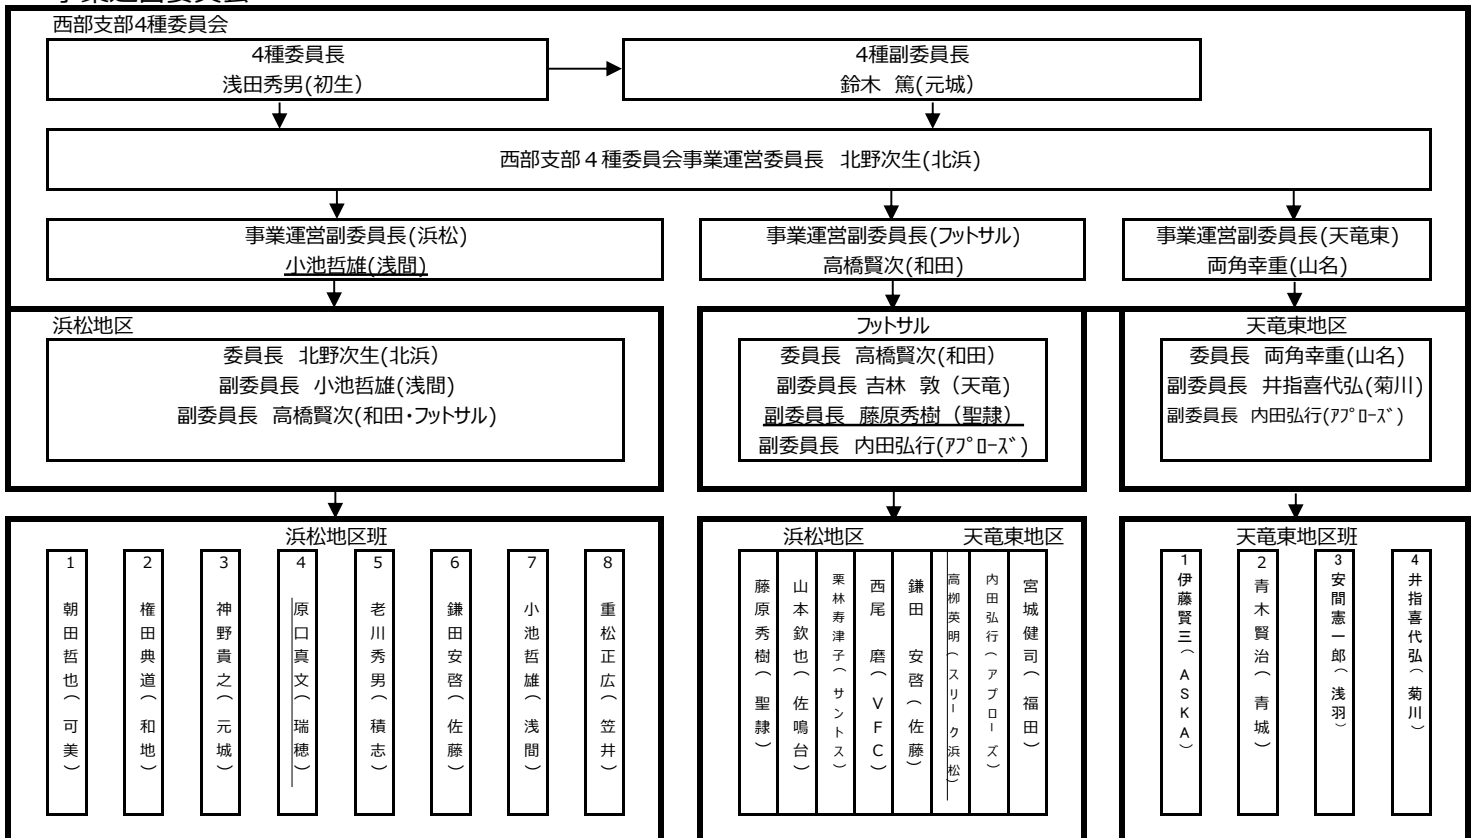 西部支部4種委員会
4種委員長
浅田秀男(初生)
4種副委員長
鈴木 篤(元城)
西部支部４種委員会事業運営委員長 北野次生(北浜)
事業運営副委員長(浜松)
小池哲雄(浅間)
事業運営副委員長(フットサル)
高橋賢次(和田)
事業運営副委員長(天竜東)
両角幸重(山名)
浜松地区
委員長 北野次生(北浜)
副委員長 小池哲雄(浅間)
副委員長 高橋賢次(和田・フットサル)
フットサル
委員長 高橋賢次(和田)
副委員長 吉林 敦（天竜)
副委員長 藤原秀樹（聖隷）
副委員長 内田弘行(ｱﾌﾟﾛｰｽﾞ)
天竜東地区
委員長 両角幸重(山名)
副委員長 井指喜代弘(菊川)
副委員長 内田弘行(ｱﾌﾟﾛｰｽﾞ)
浜松地区班
1 朝田哲也（可美）
2 権田典道（和地）
3 神野貴之（元城）
4 原口真文（瑞穂）
5 老川秀男（積志）
6 鎌田安啓（佐藤）
7 小池哲雄（浅間）
8 重松正広（笠井）
浜松地区
天竜東地区
藤原秀樹（聖隷）
山本欽也（佐鳴台）
栗林寿津子（サントス）
西尾 磨（ＶＦＣ）
鎌田 安啓（佐藤）
高柳英明（スリーク浜松）
内田弘行（アプローズ）
宮城健司（福田）
天竜東地区班
1 伊藤賢三（ＡＳＫＡ）
2 青木賢治（青城）
3 安間憲一郎（浅羽）
4 井指喜代弘（菊川）